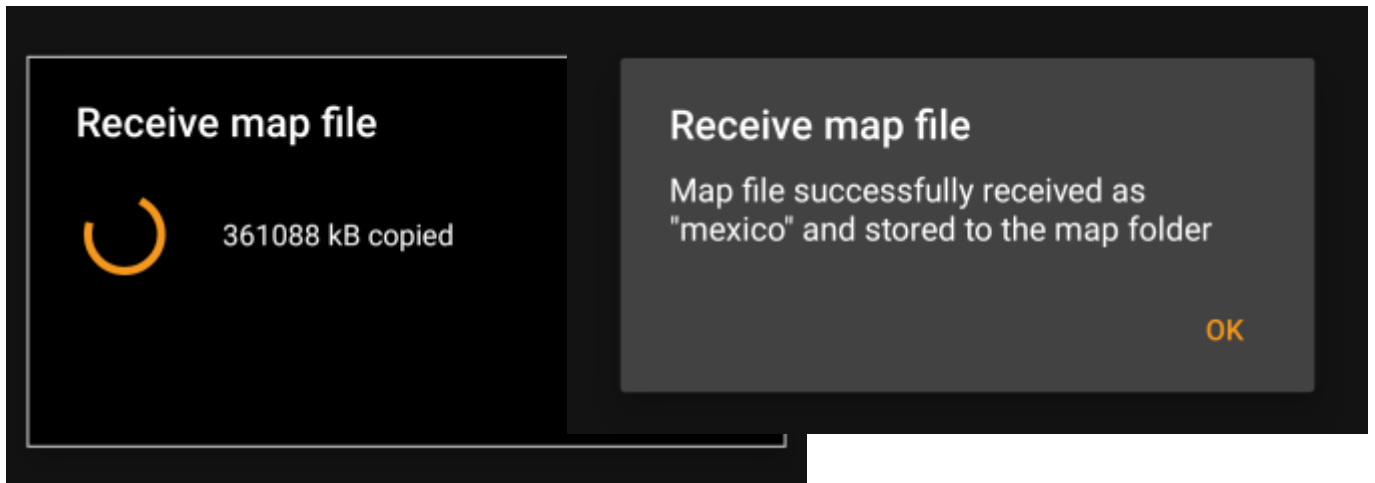 Receive map file
361088 kB copied
Receive map file
Map file successfully received as
"mexico" and stored to the map folder
OK